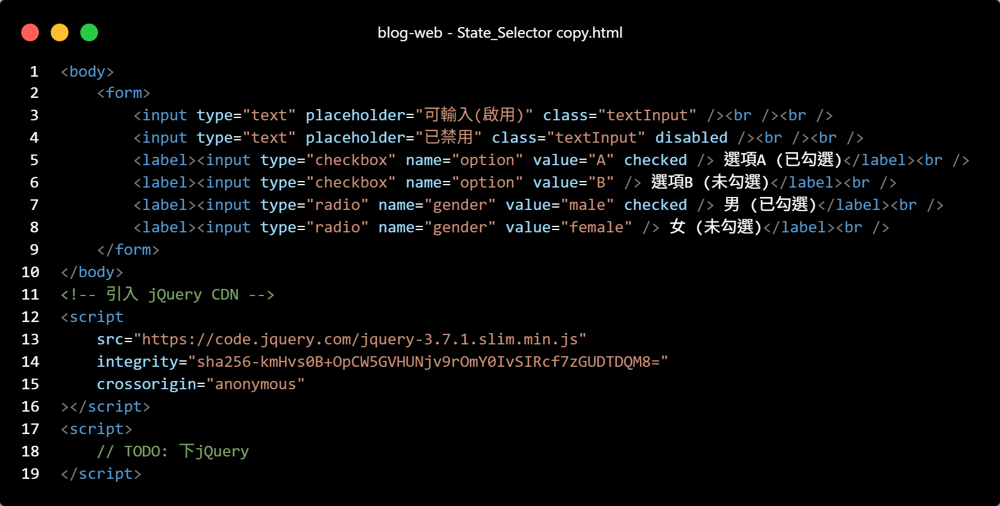 blog-web - State_Selector copy.html
1 <body>
2     <form>
3         <input type="text" placeholder="可輸入(啟用)" class="textInput" /><br /><br />
4         <input type="text" placeholder="已禁用" class="textInput" disabled /><br /><br />
5         <label><input type="checkbox" name="option" value="A" checked /> 選項A (已勾選)</label><br />
6         <label><input type="checkbox" name="option" value="B" /> 選項B (未勾選)</label><br />
7         <label><input type="radio" name="gender" value="male" checked /> 男 (已勾選)</label><br />
8         <label><input type="radio" name="gender" value="female" /> 女 (未勾選)</label><br />
9     </form>
10 </body>
11 <!-- 引入 jQuery CDN -->
12 <script
13     src="https://code.jquery.com/jquery-3.7.1.slim.min.js"
14     integrity="sha256-kmHvs0B+OpCW5GVHUNjv9rOmY0IvSIRcf7zGUDTDQM8="
15     crossorigin="anonymous"
16 ></script>
17 <script>
18     // TODO: 下jQuery
19 </script>